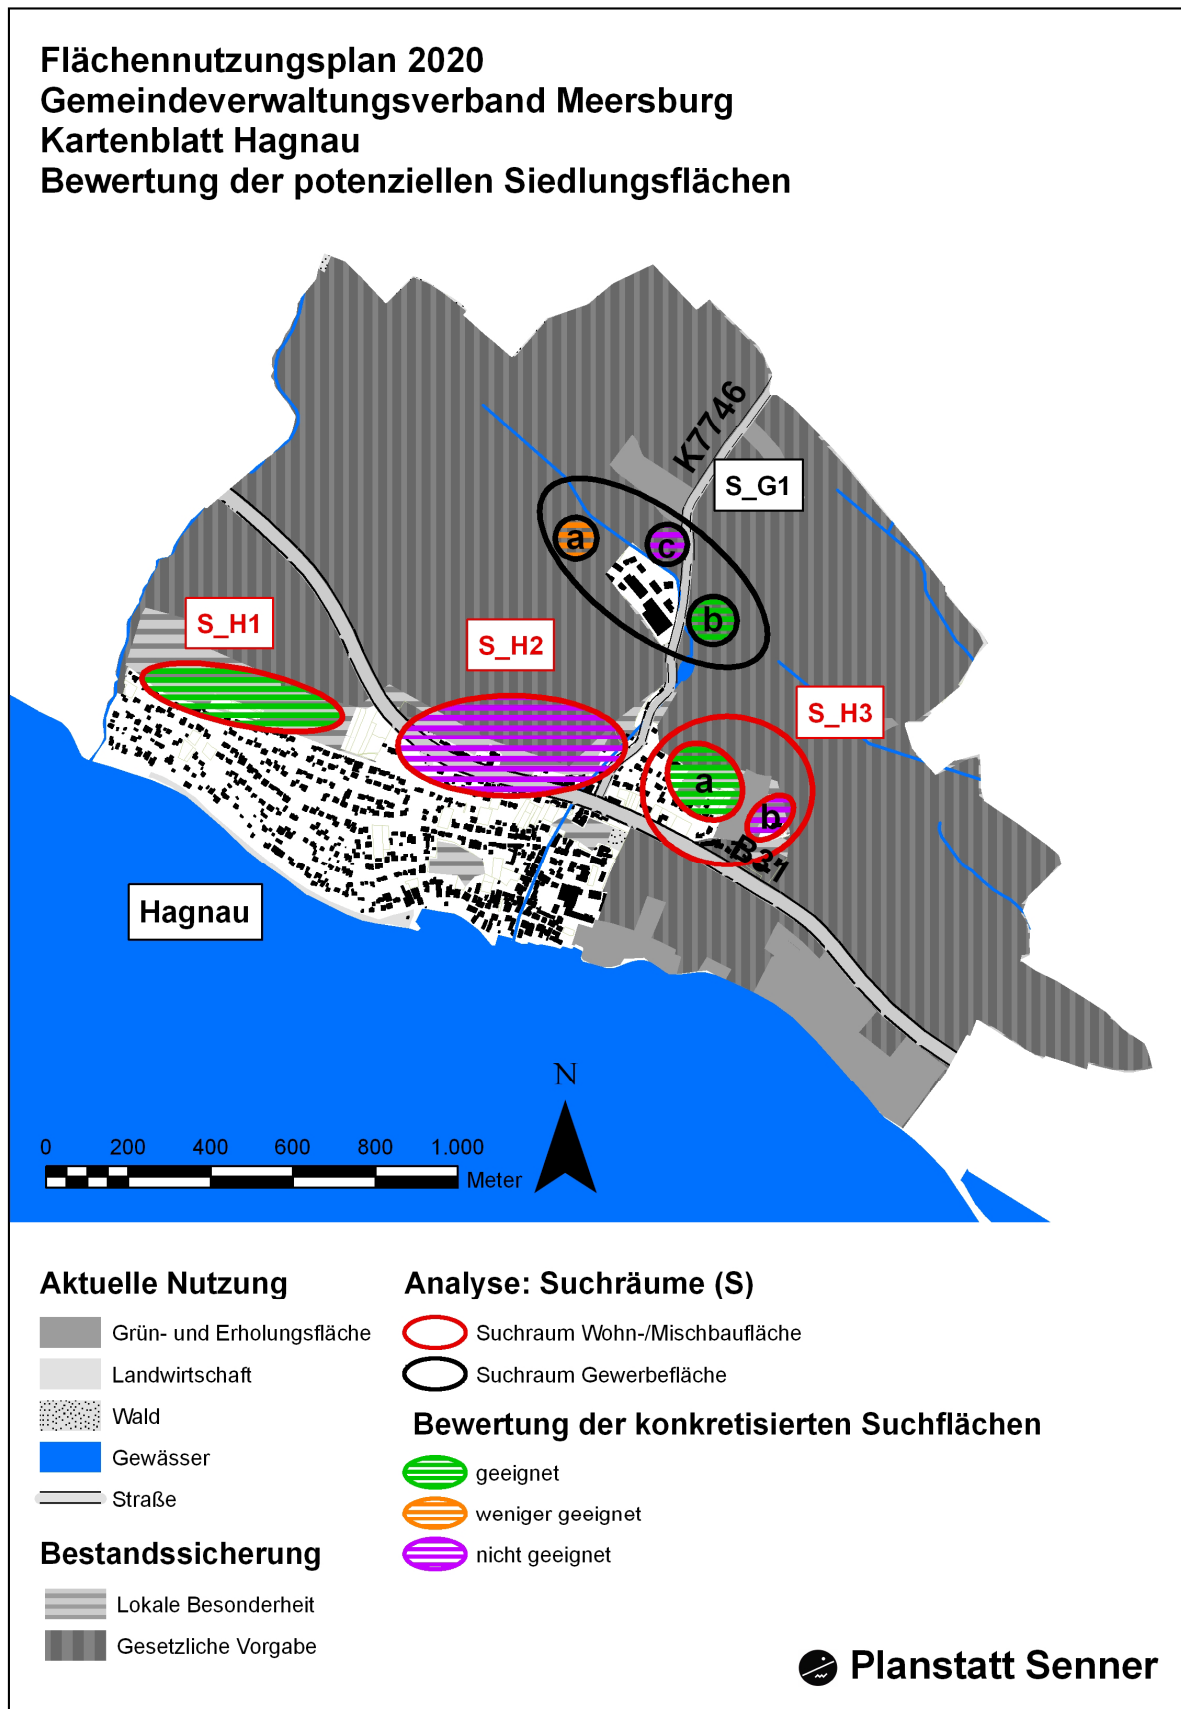 Flächennutzungsplan 2020
Gemeindeverwaltungsverband Meersburg
Kartenblatt Hagnau
Bewertung der potenziellen Siedlungsflächen
K7746
S_G1
a
c
b
S_H1
S_H2
S_H3
a
b
B31
Hagnau
N
0 200 400 600 800 1.000
Meter
Aktuelle Nutzung
Grün- und Erholungsfläche
Landwirtschaft
Wald
Gewässer
Straße
Bestandssicherung
Lokale Besonderheit
Gesetzliche Vorgabe
Analyse: Suchräume (S)
Suchraum Wohn-/Mischbaufläche
Suchraum Gewerbefläche
Bewertung der konkretisierten Suchflächen
geeignet
weniger geeignet
nicht geeignet
Planstatt Senner